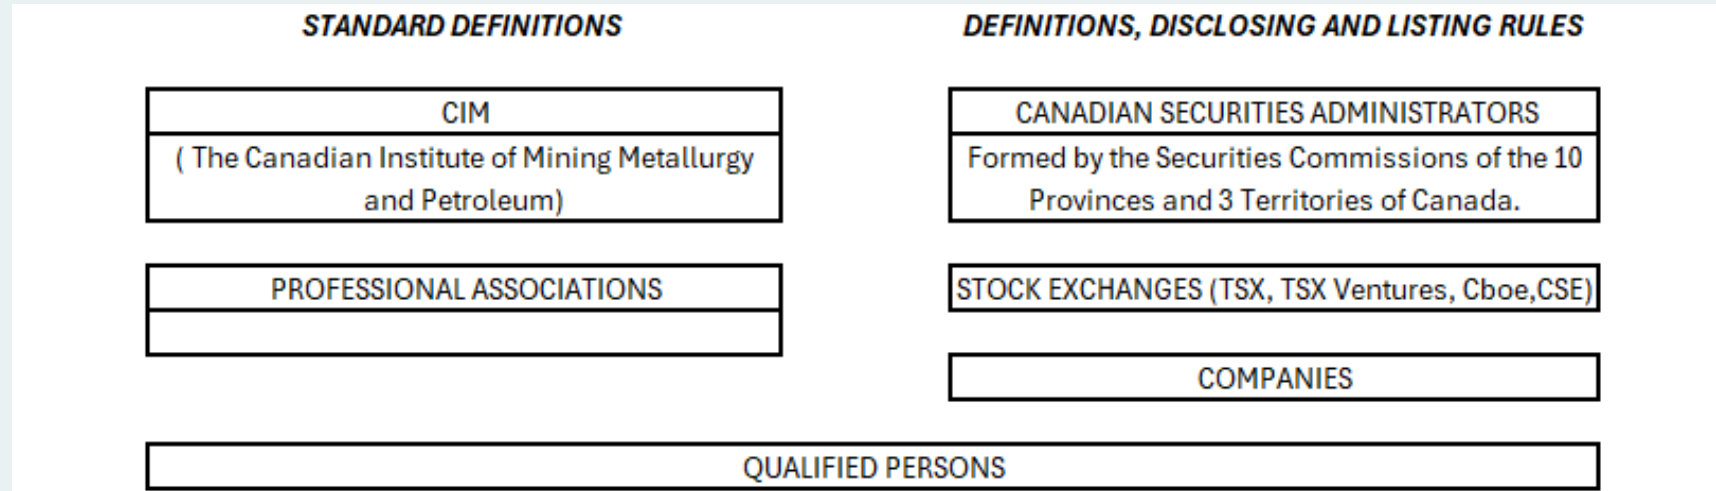 STANDARD DEFINITIONS
DEFINITIONS, DISCLOSING AND LISTING RULES
CIM
( The Canadian Institute of Mining Metallurgy
and Petroleum)
CANADIAN SECURITIES ADMINISTRATORS
Formed by the Securities Commissions of the 10
Provinces and 3 Territories of Canada.
PROFESSIONAL ASSOCIATIONS
STOCK EXCHANGES (TSX, TSX Ventures, Cboe,CSE)
COMPANIES
QUALIFIED PERSONS